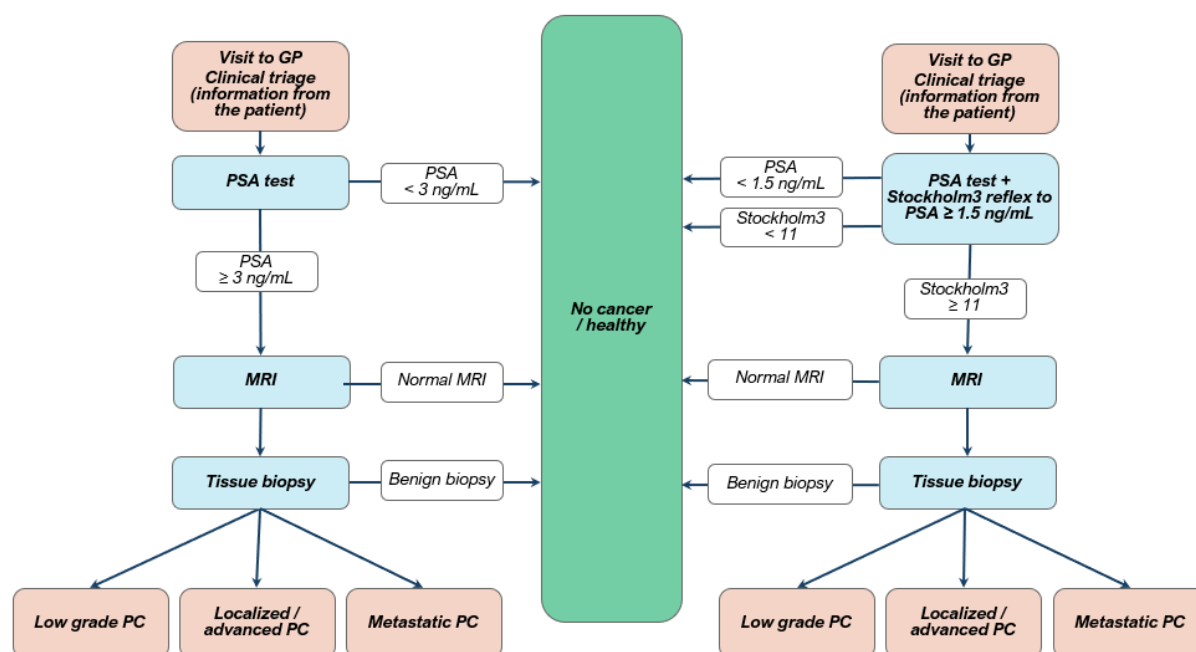 Visit to GP
Clinical triage
(information from
the patient)
PSA test
PSA
< 3 ng/mL
PSA
≥ 3 ng/mL
MRI
Normal MRI
Tissue biopsy
Benign biopsy
Low grade PC
Localized /
advanced PC
Metastatic PC
No cancer
/ healthy
Visit to GP
Clinical triage
(information from
the patient)
PSA
< 1.5 ng/mL
PSA test +
Stockholm3 reflex to
PSA ≥ 1.5 ng/mL
Stockholm3
< 11
Stockholm3
≥ 11
Normal MRI
MRI
Benign biopsy
Tissue biopsy
Low grade PC
Localized /
advanced PC
Metastatic PC